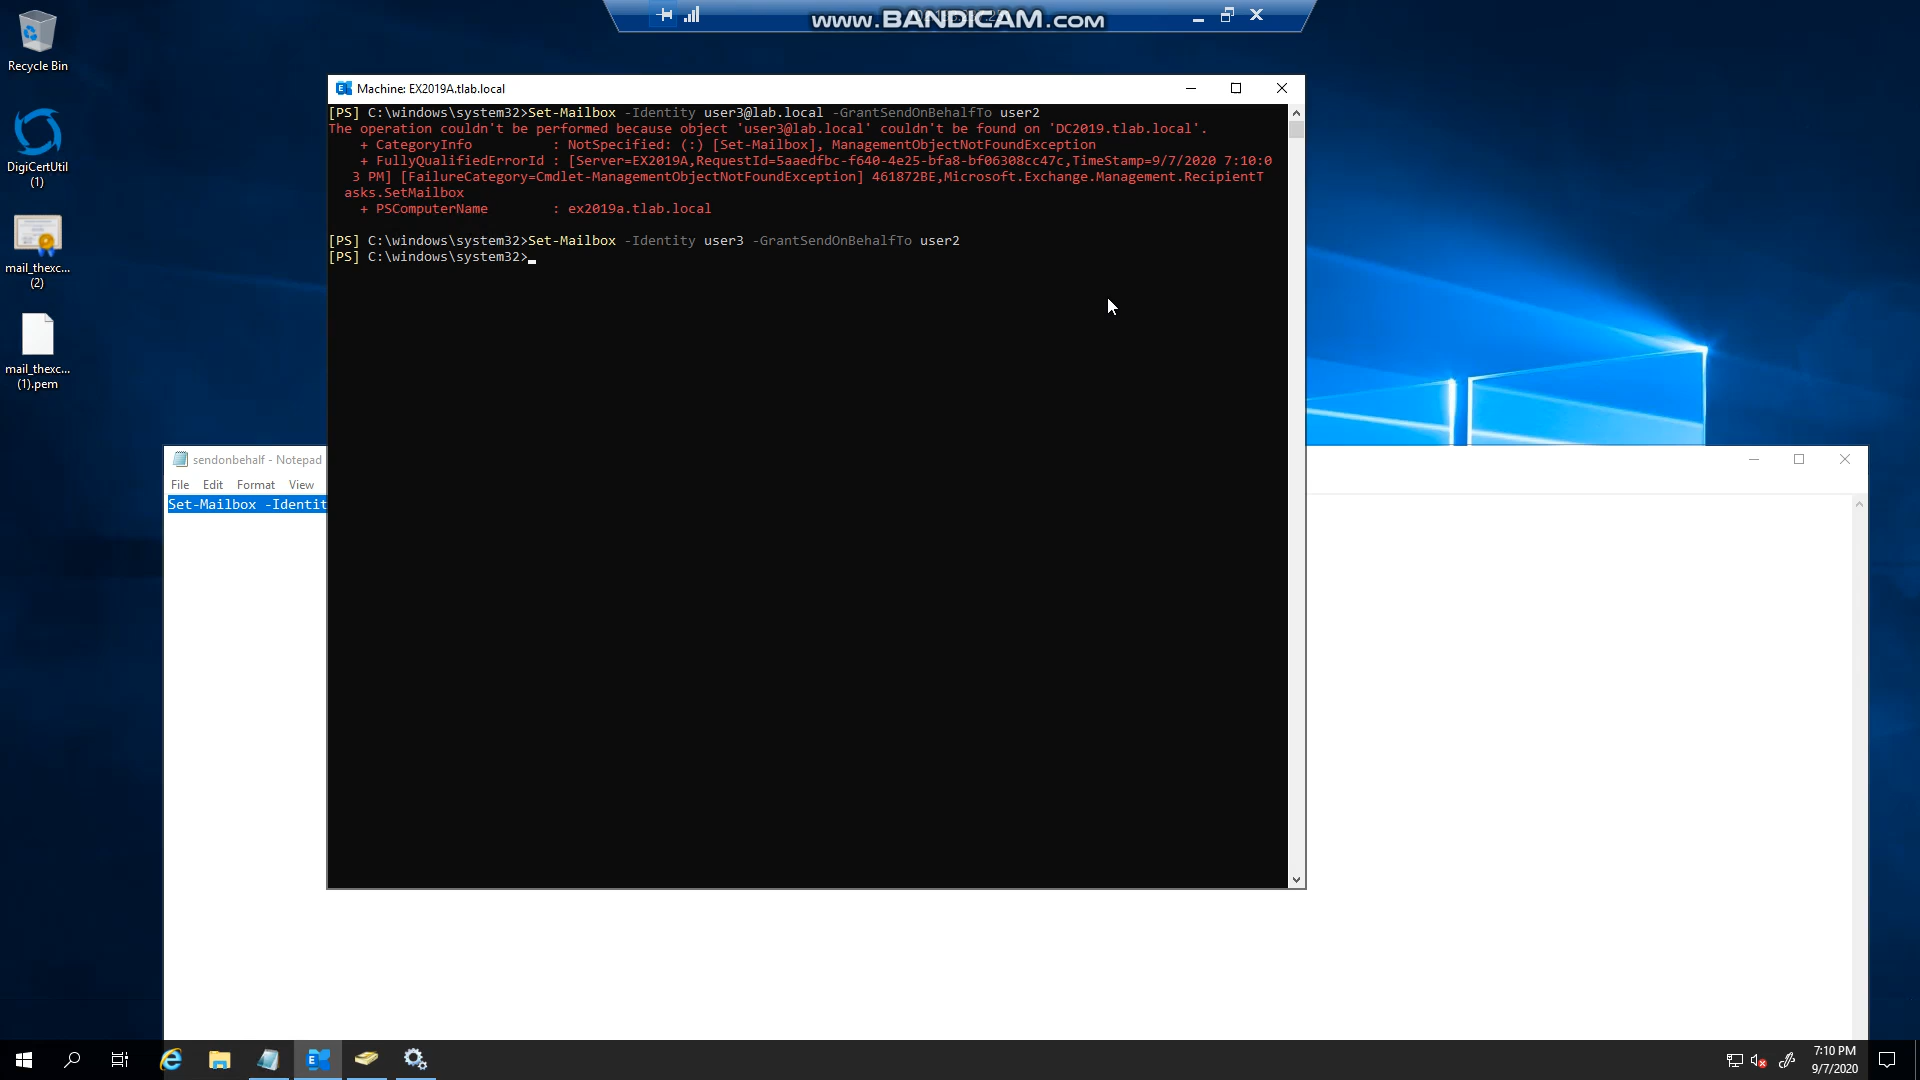 www.BANDICAM.com
Recycle Bin
DigiCertUtil
(1)
mail_thexc...
(2)
mail_thexc...
(1).pem
Machine: EX2019A.tlab.local
[PS] C:\windows\system32>Set-Mailbox -Identity user3@lab.local -GrantSendOnBehalfTo user2
The operation couldn't be performed because object 'user3@lab.local' couldn't be found on 'DC2019.tlab.local'.
+ CategoryInfo : NotSpecified: (:) [Set-Mailbox], ManagementObjectNotFoundException
+ FullyQualifiedErrorId : [Server=EX2019A,RequestId=5aaedfbc-f640-4e25-bfa8-bf06308cc47c,TimeStamp=9/7/2020 7:10:0
3 PM] [FailureCategory=Cmdlet-ManagementObjectNotFoundException] 461872BE,Microsoft.Exchange.Management.RecipientT
asks.SetMailbox
+ PSComputerName : ex2019a.tlab.local
[PS] C:\windows\system32>Set-Mailbox -Identity user3 -GrantSendOnBehalfTo user2
[PS] C:\windows\system32>
sendonbehalf - Notepad
File Edit Format View
Set-Mailbox -Identit
7:10 PM
9/7/2020